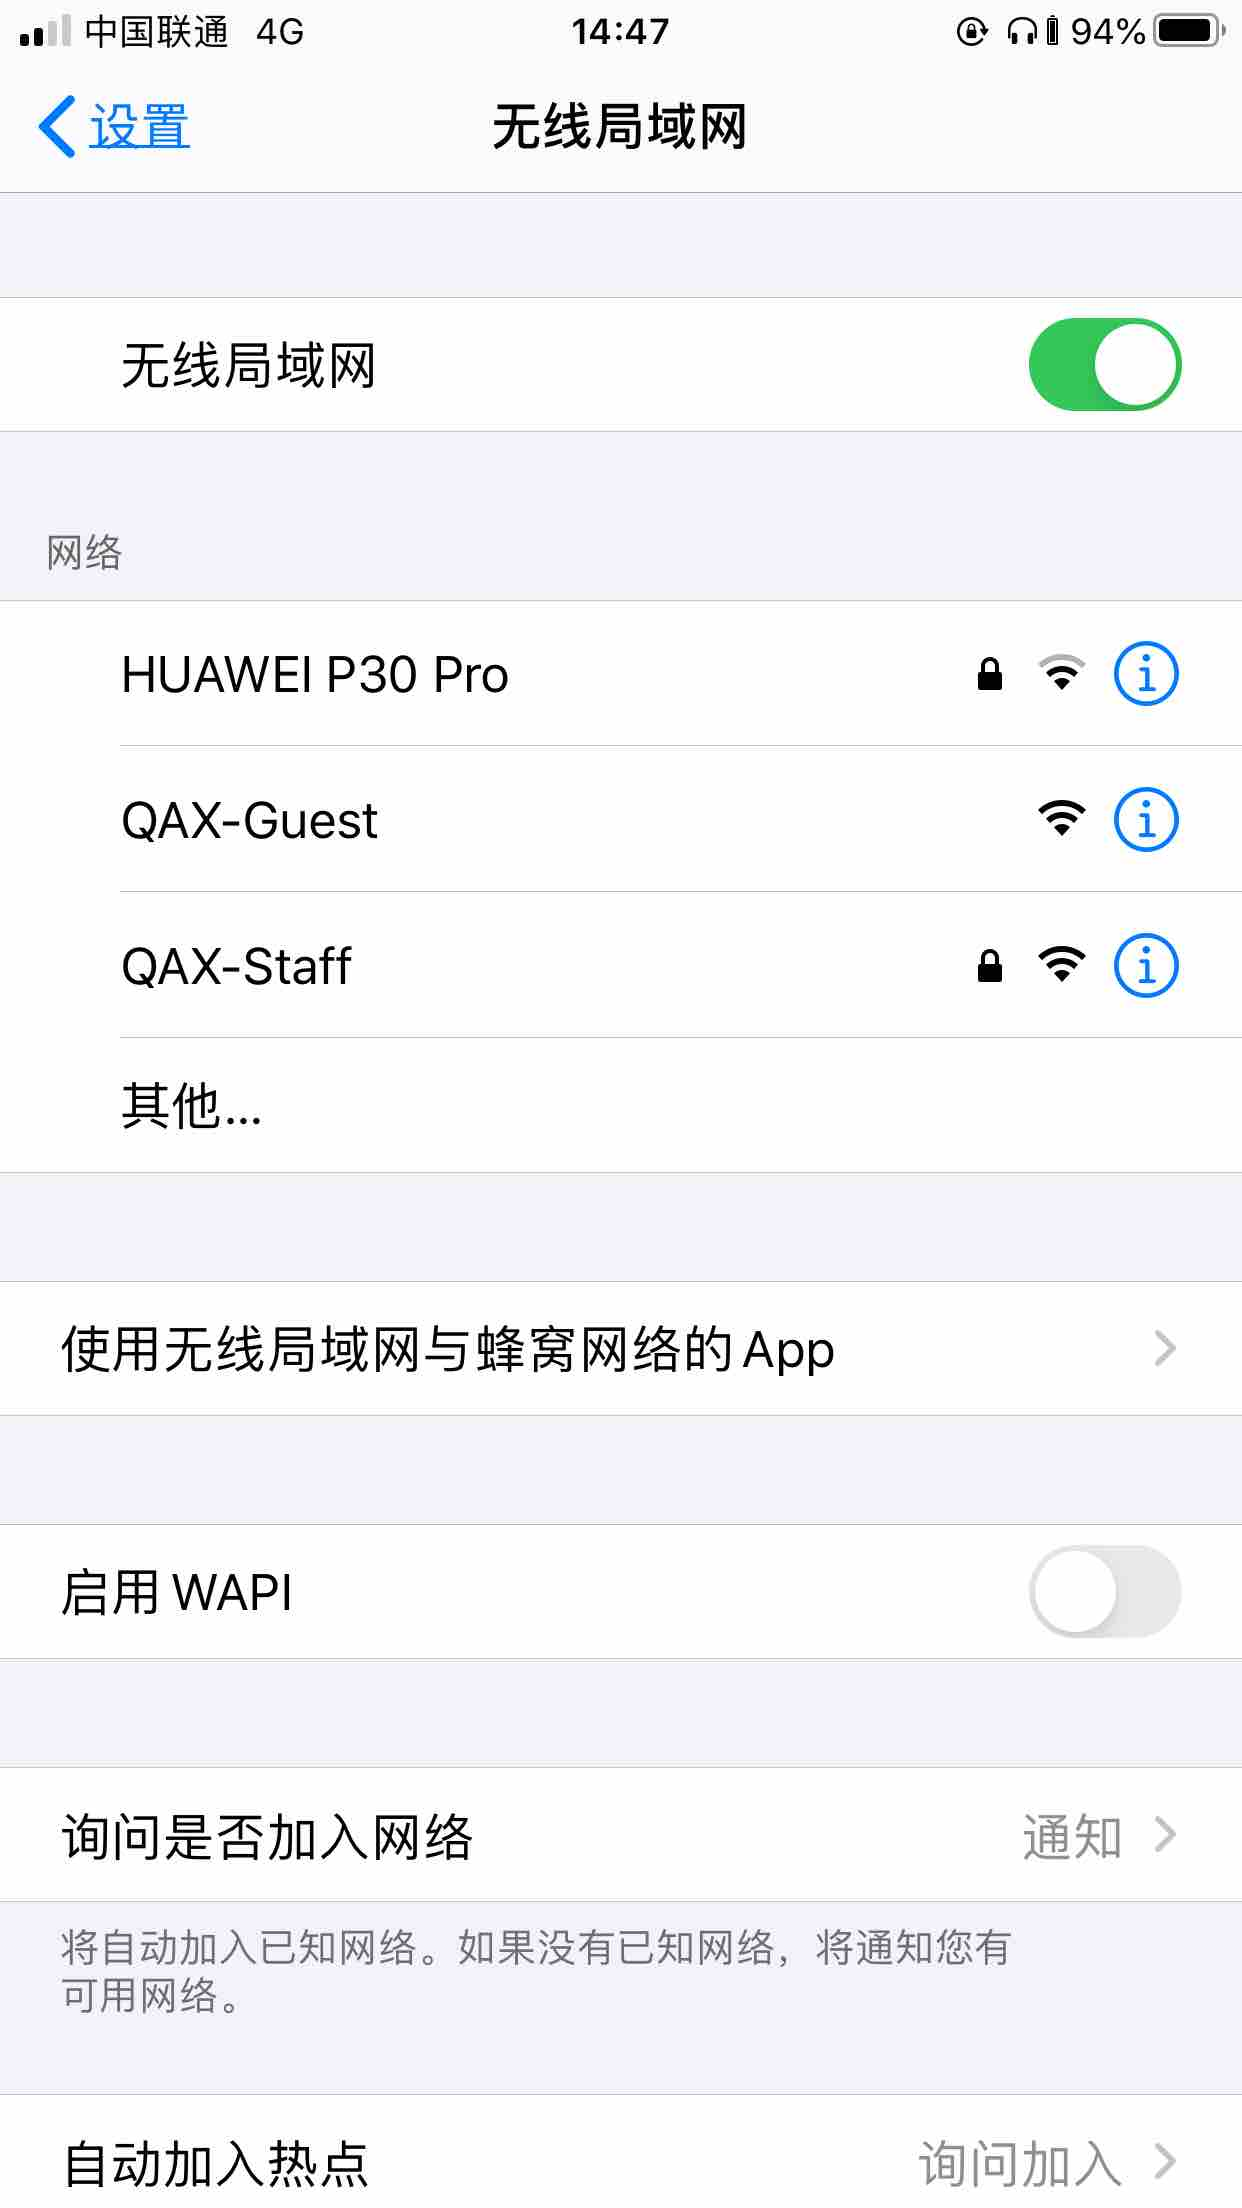 中国联通 4G 14:47 94%
设置 无线局域网
无线局域网
网络
HUAWEI P30 Pro
QAX-Guest
QAX-Staff
其他...
使用无线局域网与蜂窝网络的App
启用 WAPI
询问是否加入网络 通知
将自动加入已知网络。如果没有已知网络，将通知您有
可用网络。
自动加入热点 询问加入